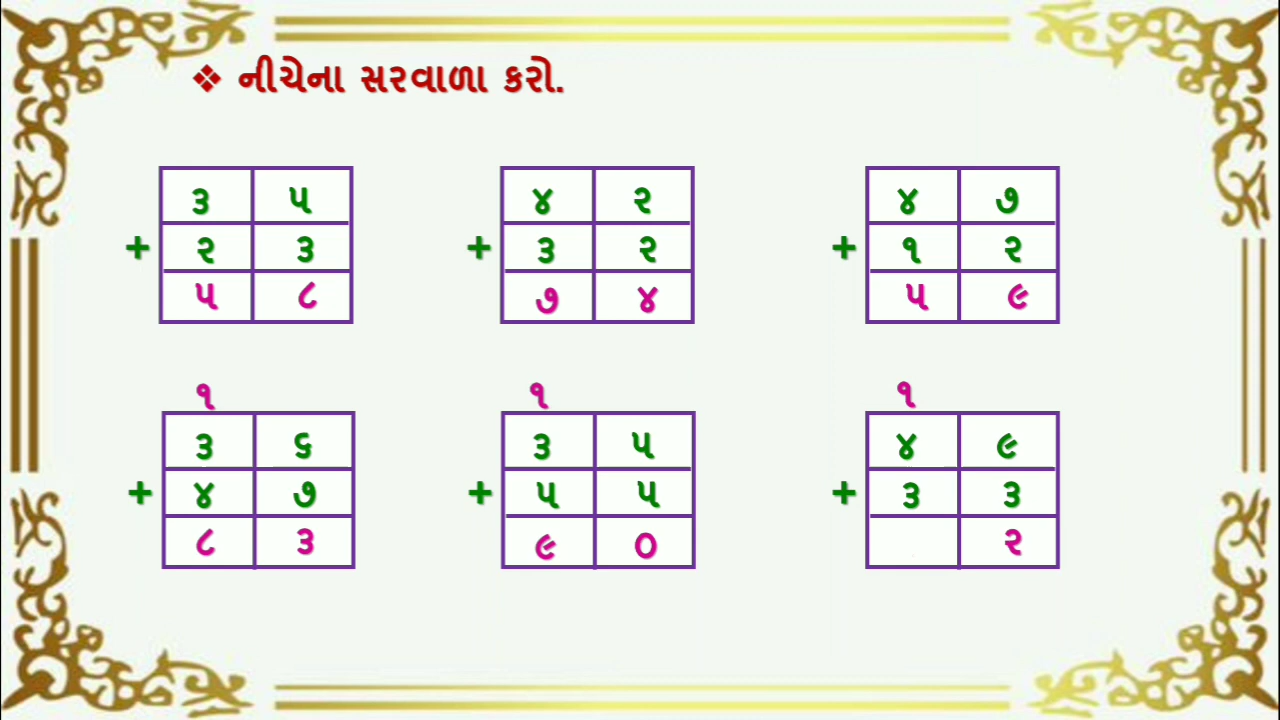 ❖ નીચેના સરવાળા કરો.
૩ ૫ ૪ ૨ ૪ ૭
+ ૨ ૩ + ૩ ૨ + ૧ ૨
૫ ૮ ૭ ૪ ૫ ૯
૧ ૧ ૧
૩ ૬ ૩ ૫ ૪ ૯
+ ૪ ૭ + ૫ ૫ + ૩ ૩
૮ ૩ ૯ ૦ ૨